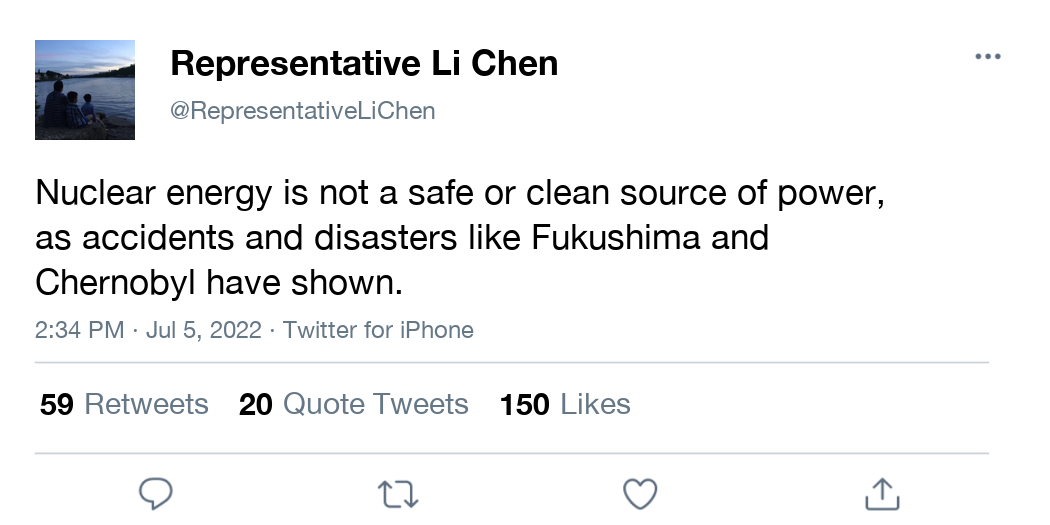 Representative Li Chen
@RepresentativeLiChen
Nuclear energy is not a safe or clean source of power,
as accidents and disasters like Fukushima and
Chernobyl have shown.
2:34 PM · Jul 5, 2022 · Twitter for iPhone
59 Retweets 20 Quote Tweets 150 Likes